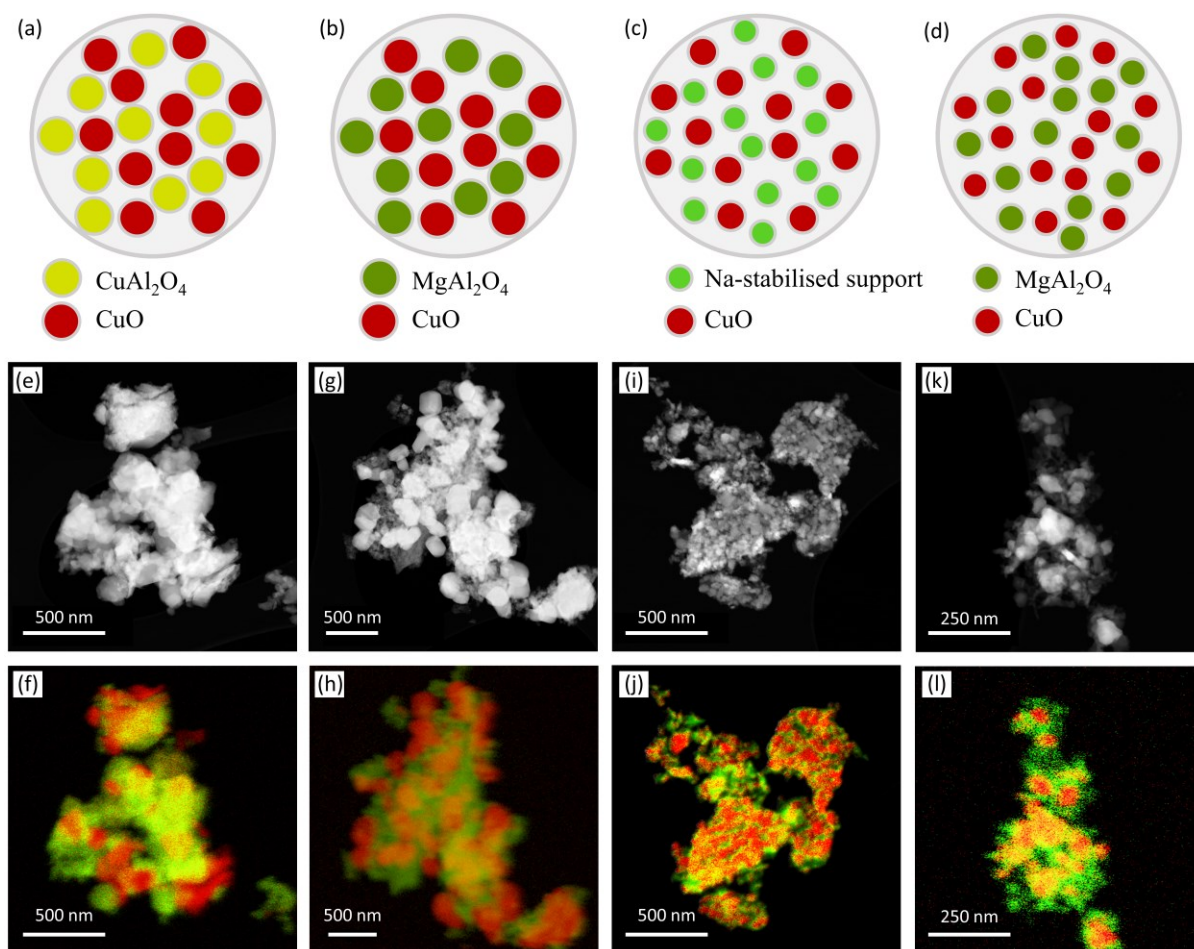 (a)
(b)
(c)
(d)
CuAl₂O₄
CuO
MgAl₂O₄
CuO
Na-stabilised support
CuO
MgAl₂O₄
CuO
(e)
500 nm
(g)
500 nm
(i)
500 nm
(k)
250 nm
(f)
500 nm
(h)
500 nm
(j)
500 nm
(l)
250 nm